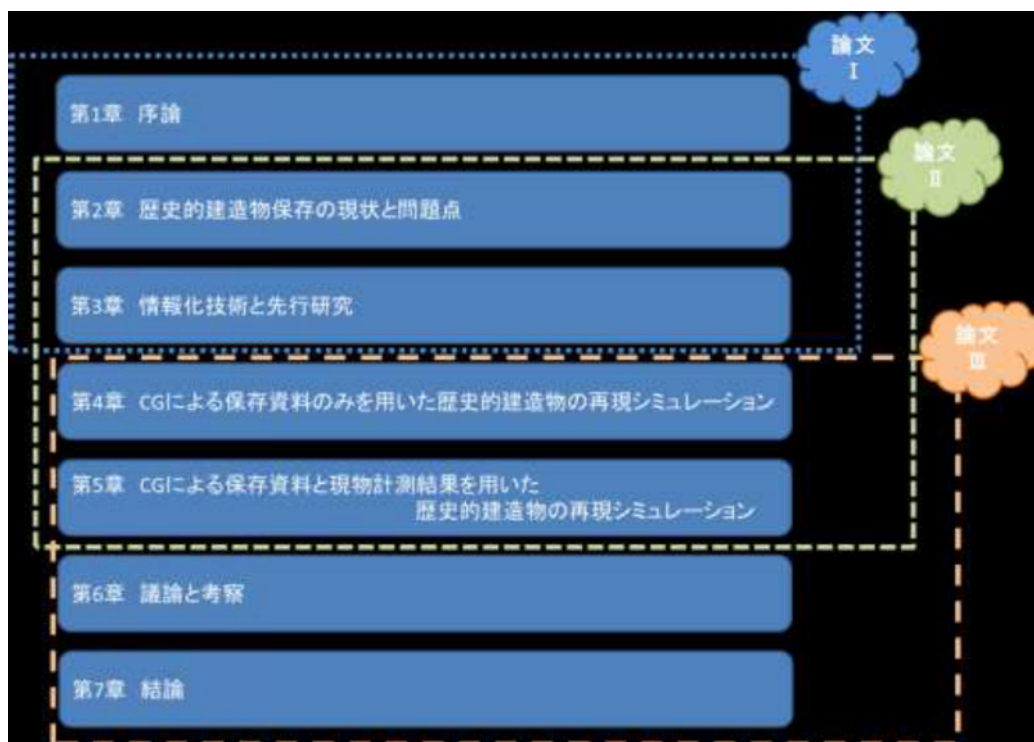 論文
Ⅰ
第1章 序論
論文
Ⅱ
第2章 歴史的建造物保存の現状と問題点
第3章 情報化技術と先行研究
論文
Ⅲ
第4章 CGによる保存資料のみを用いた歴史的建造物の再現シミュレーション
第5章 CGによる保存資料と現物計測結果を用いた
歴史的建造物の再現シミュレーション
第6章 議論と考察
第7章 結論